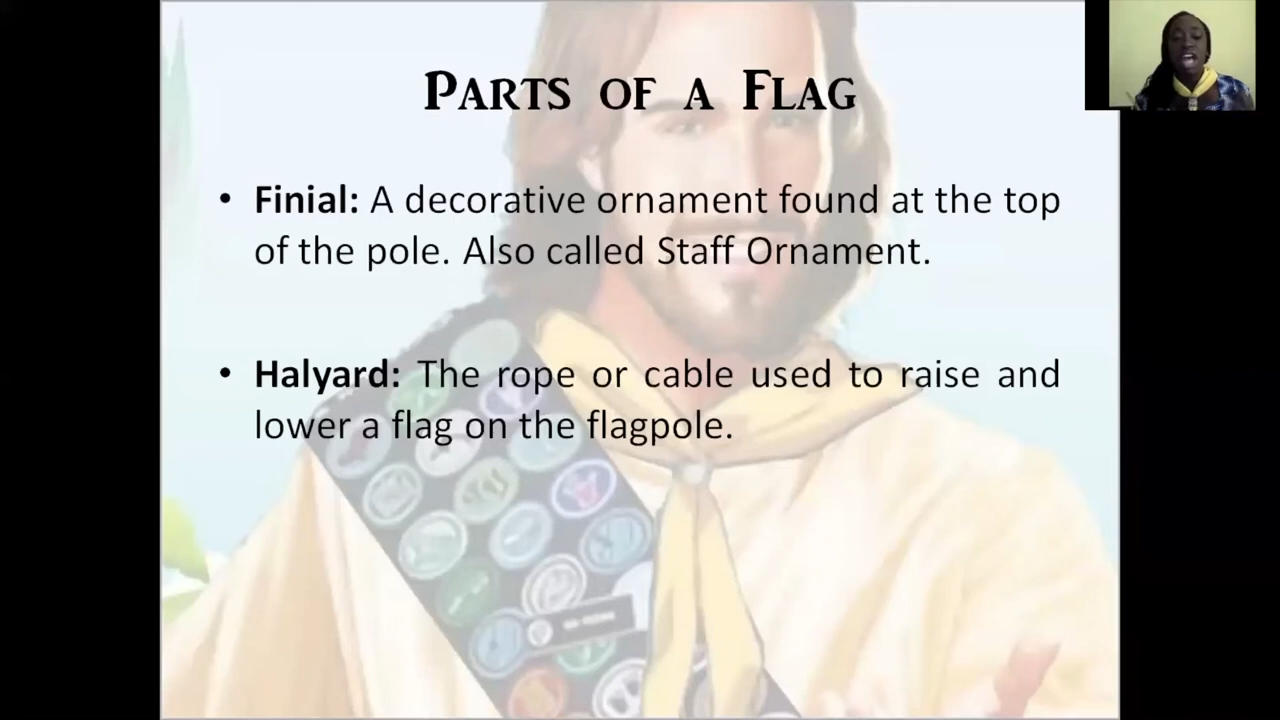 Parts of a Flag
• Finial: A decorative ornament found at the top
of the pole. Also called Staff Ornament.
• Halyard: The rope or cable used to raise and
lower a flag on the flagpole.